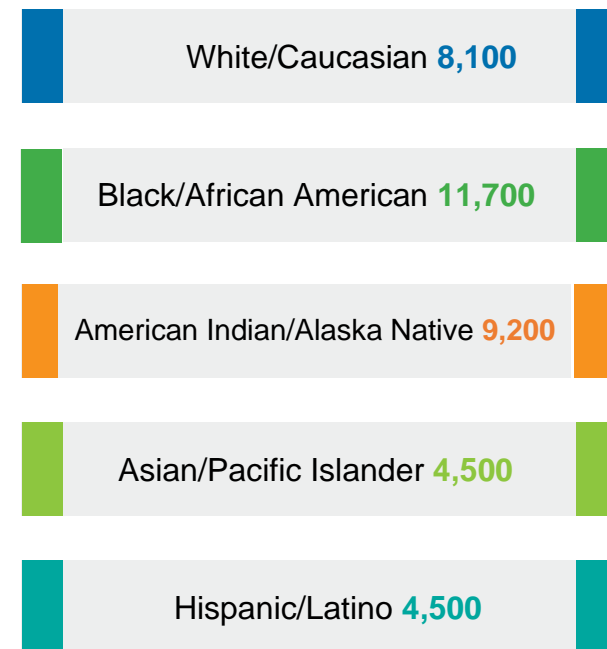 White/Caucasian 8,100
Black/African American 11,700
American Indian/Alaska Native 9,200
Asian/Pacific Islander 4,500
Hispanic/Latino 4,500